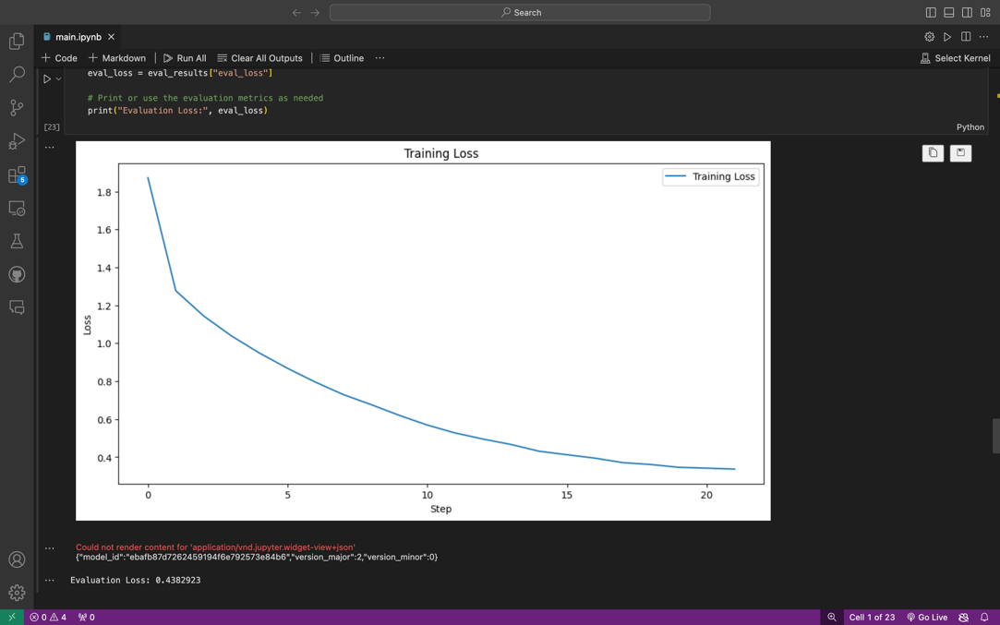 Search
main.ipynb
Code
Markdown
Run All
Clear All Outputs
Outline
Select Kernel
eval_loss = eval_results["eval_loss"]
# Print or use the evaluation metrics as needed
print("Evaluation Loss:", eval_loss)
[23]
Python
Training Loss
Training Loss
1.8
1.6
1.4
1.2
1.0
0.8
0.6
0.4
Loss
0 5 10 15 20
Step
6
Could not render content for 'application/vnd.jupyter.widget-view+json'
{"model_id":"ebafb87d7262459194f6e792573e84b6","version_major":2,"version_minor":0}
Evaluation Loss: 0.4382923
0 4 0 Cell 1 of 23 Go Live